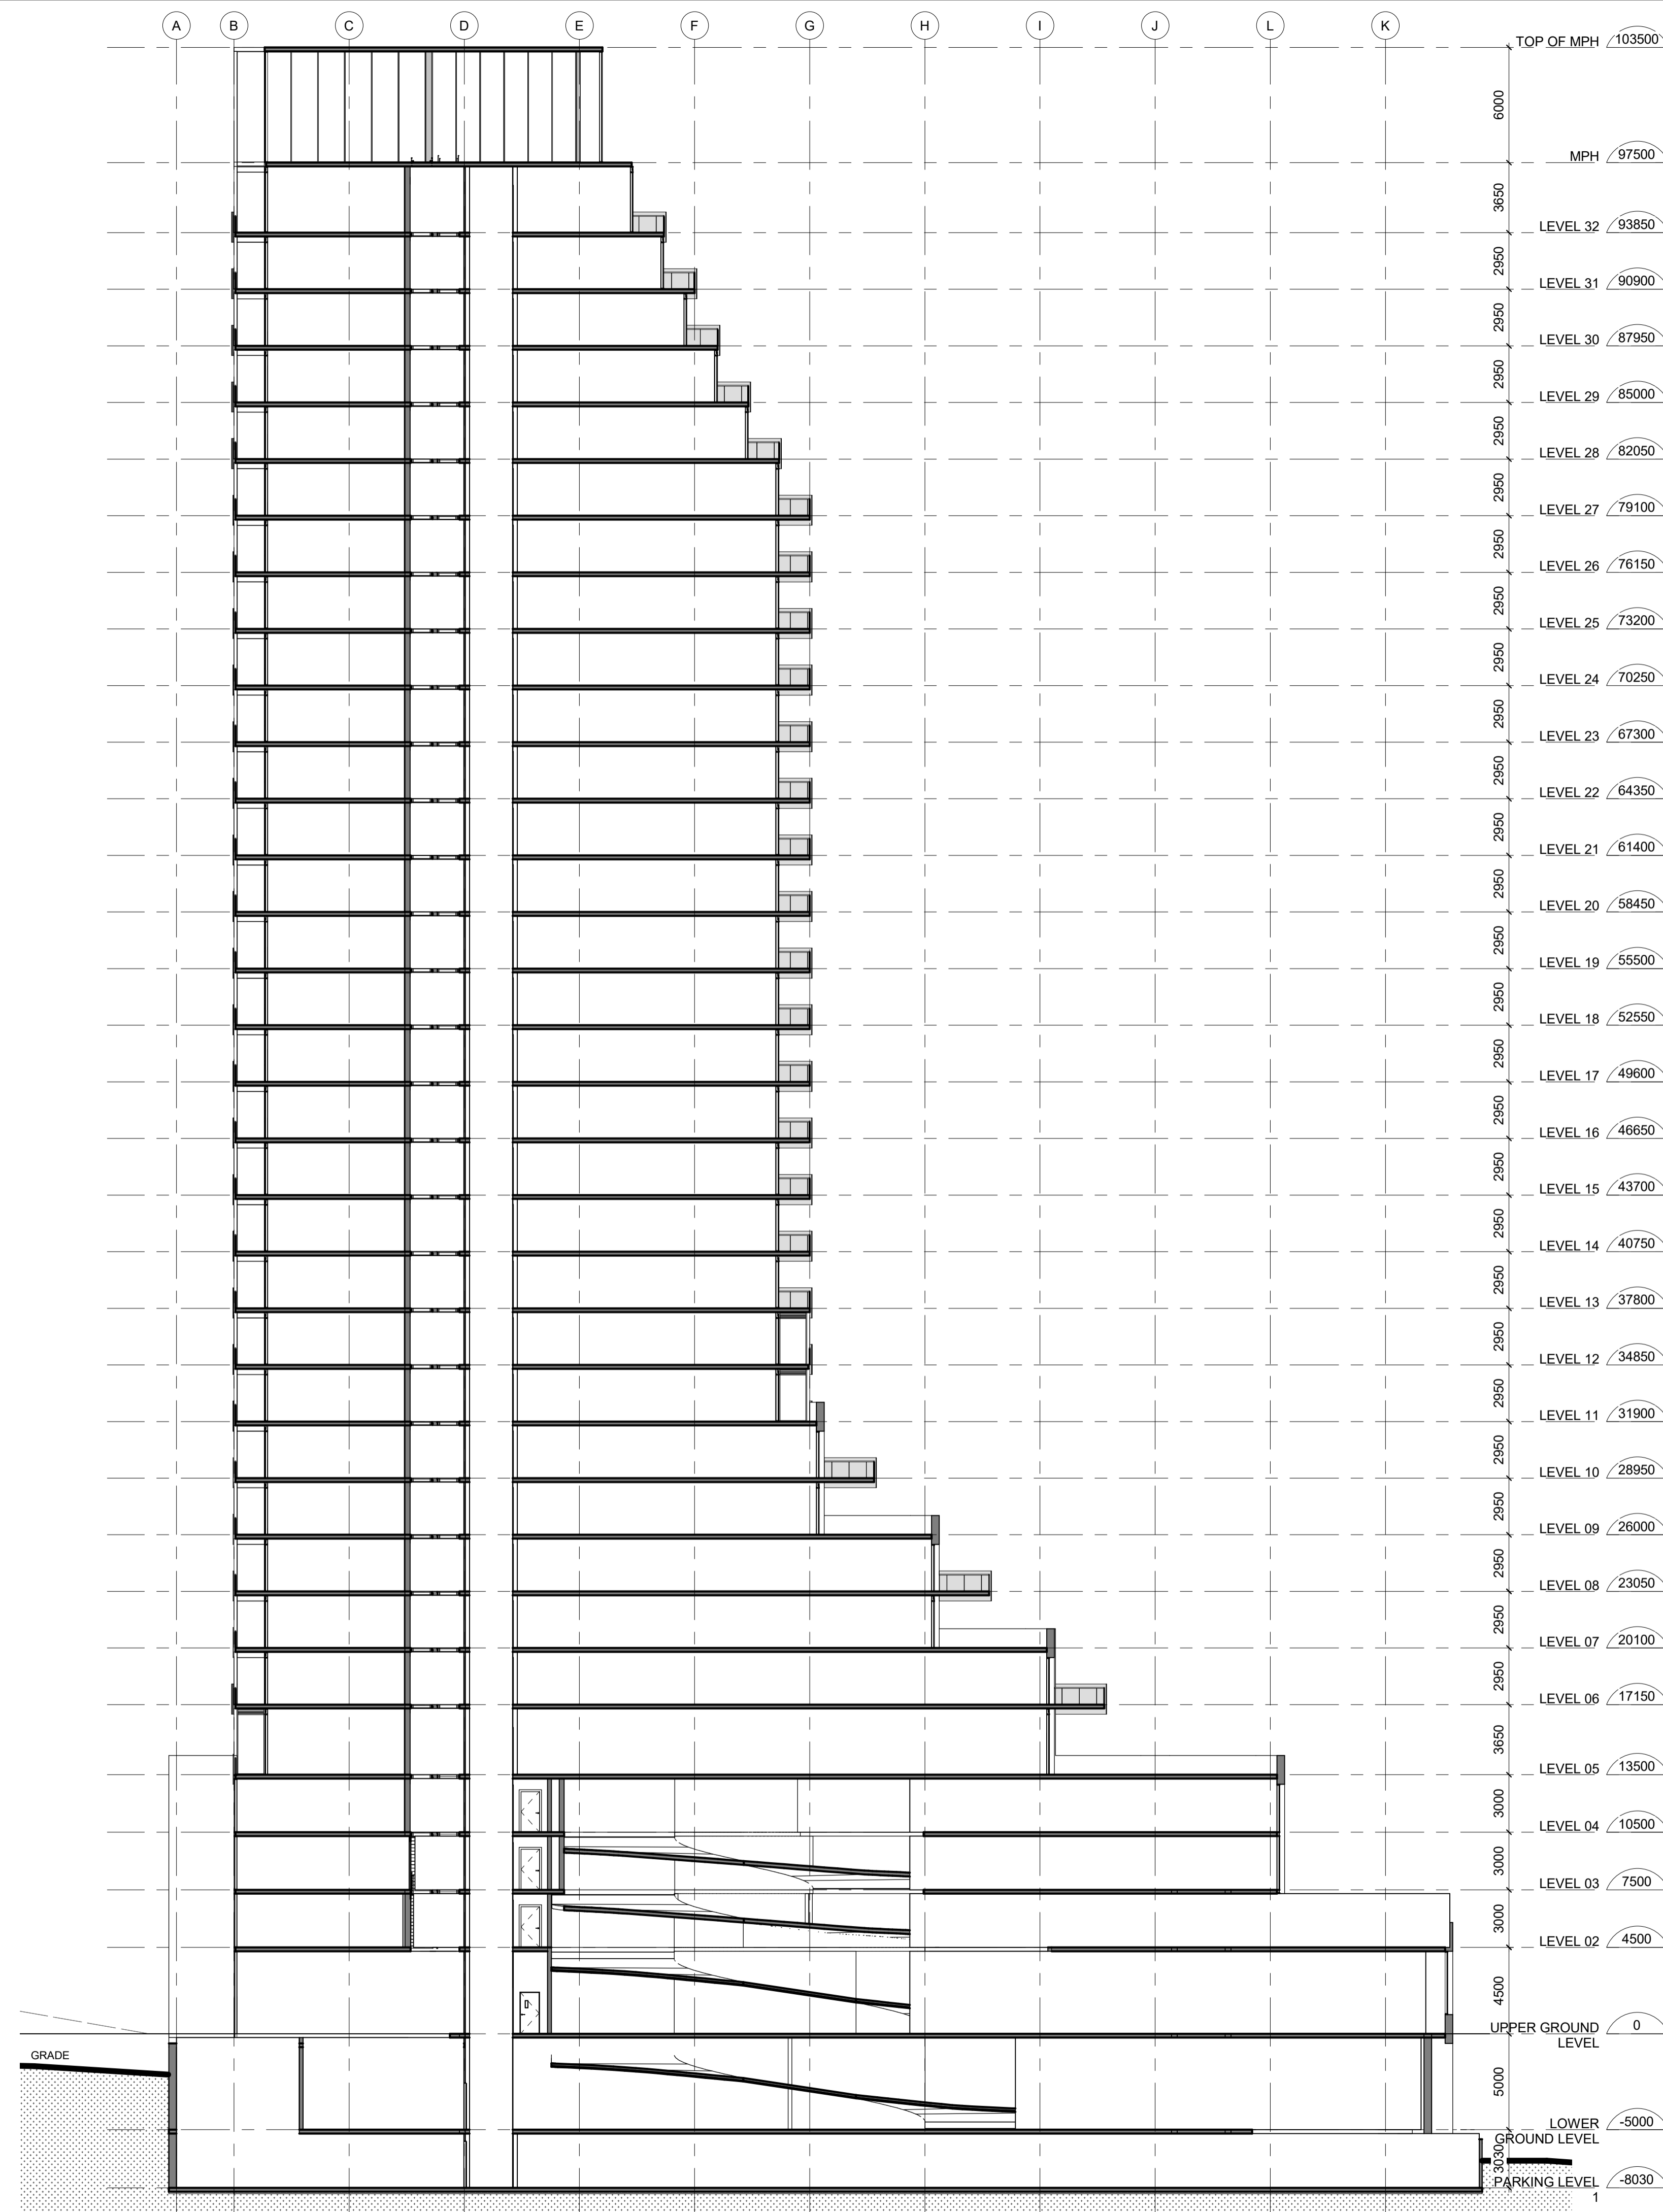 A B C D E F G H I J L K
TOP OF MPH 103500
6000
MPH 97500
3650
LEVEL 32 93850
2950
LEVEL 31 90900
2950
LEVEL 30 87950
2950
LEVEL 29 85000
2950
LEVEL 28 82050
2950
LEVEL 27 79100
2950
LEVEL 26 76150
2950
LEVEL 25 73200
2950
LEVEL 24 70250
2950
LEVEL 23 67300
2950
LEVEL 22 64350
2950
LEVEL 21 61400
2950
LEVEL 20 58450
2950
LEVEL 19 55500
2950
LEVEL 18 52550
2950
LEVEL 17 49600
2950
LEVEL 16 46650
2950
LEVEL 15 43700
2950
LEVEL 14 40750
2950
LEVEL 13 37800
2950
LEVEL 12 34850
2950
LEVEL 11 31900
2950
LEVEL 10 28950
2950
LEVEL 09 26000
2950
LEVEL 08 23050
2950
LEVEL 07 20100
2950
LEVEL 06 17150
3650
LEVEL 05 13500
3000
LEVEL 04 10500
3000
LEVEL 03 7500
3000
LEVEL 02 4500
4500
UPPER GROUND 0
LEVEL
GRADE
5000
LOWER -5000
GROUND LEVEL
3030
PARKING LEVEL -8030
1